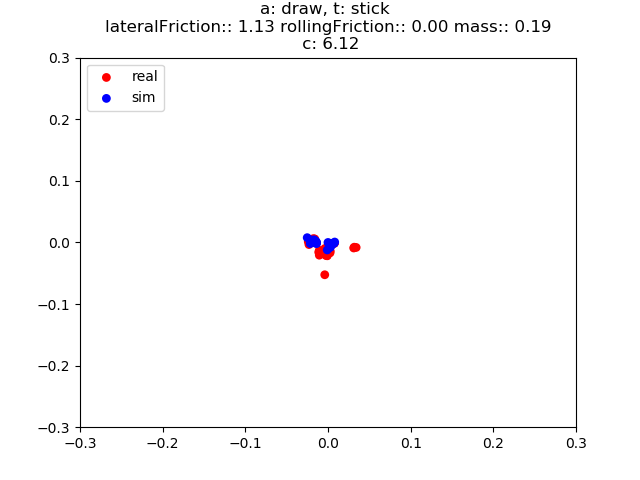 a: draw, t: stick
lateralFriction:: 1.13 rollingFriction:: 0.00 mass:: 0.19
c: 6.12
real
sim
0.3
0.2
0.1
0.0
−0.1
−0.2
−0.3
−0.3 −0.2 −0.1 0.0 0.1 0.2 0.3